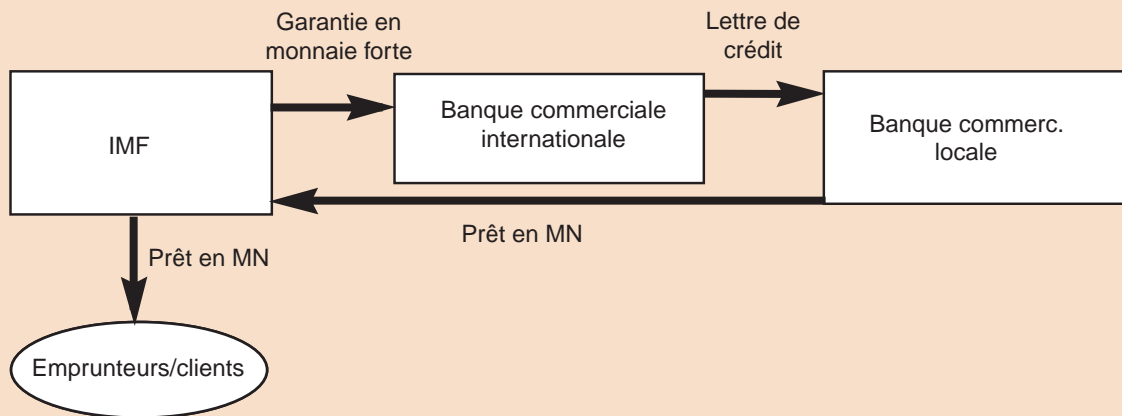 Garantie en
monnaie forte
Lettre de
crédit
IMF
Banque commerciale
internationale
Banque commerc.
locale
Prêt en MN
Prêt en MN
Emprunteurs/clients